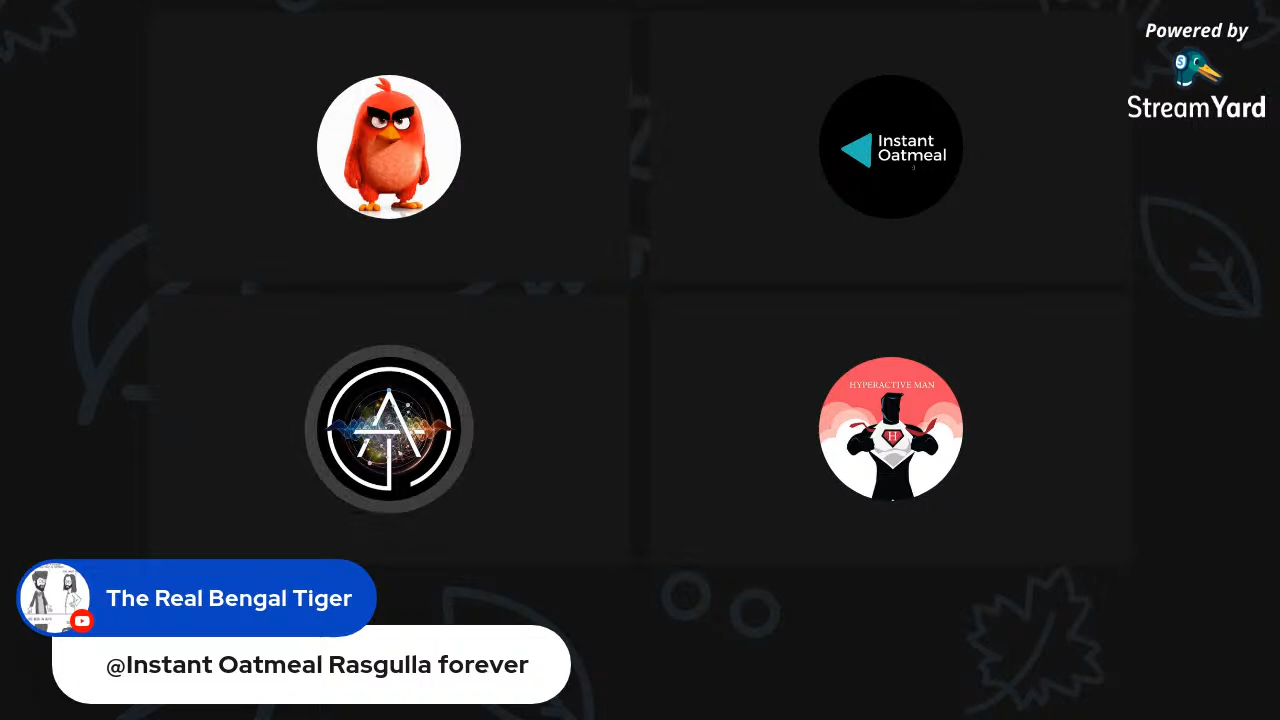 Powered by
StreamYard
Instant
Oatmeal
:)
HYPERACTIVE MAN
H
The Real Bengal Tiger
@Instant Oatmeal Rasgulla forever